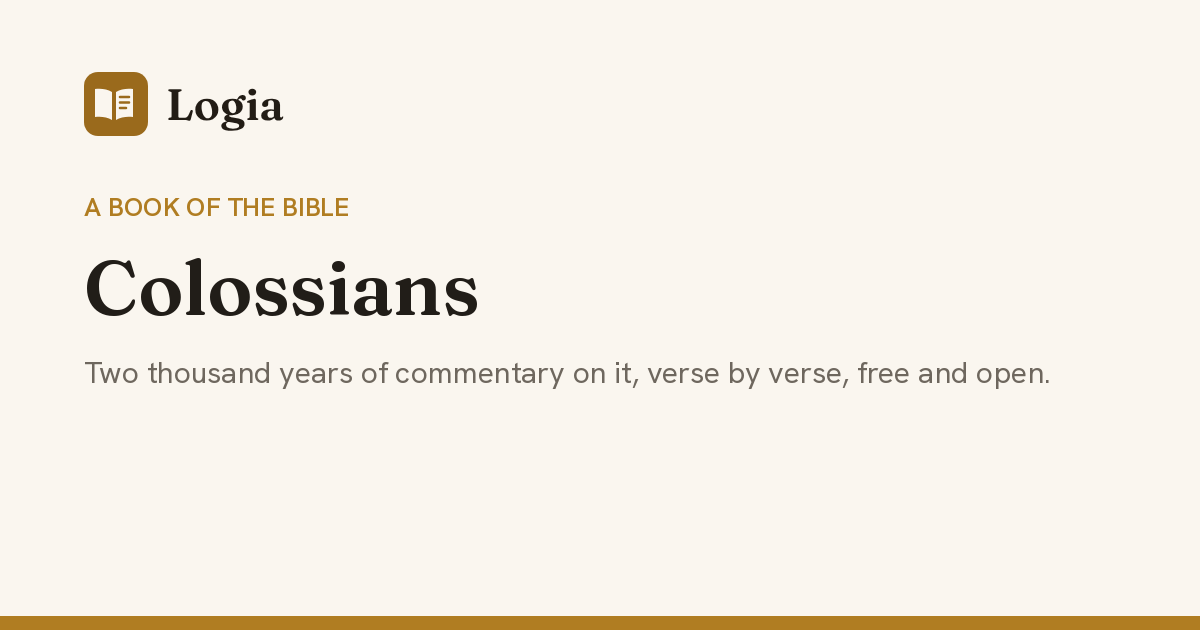 Logia
A BOOK OF THE BIBLE
Colossians
Two thousand years of commentary on it, verse by verse, free and open.